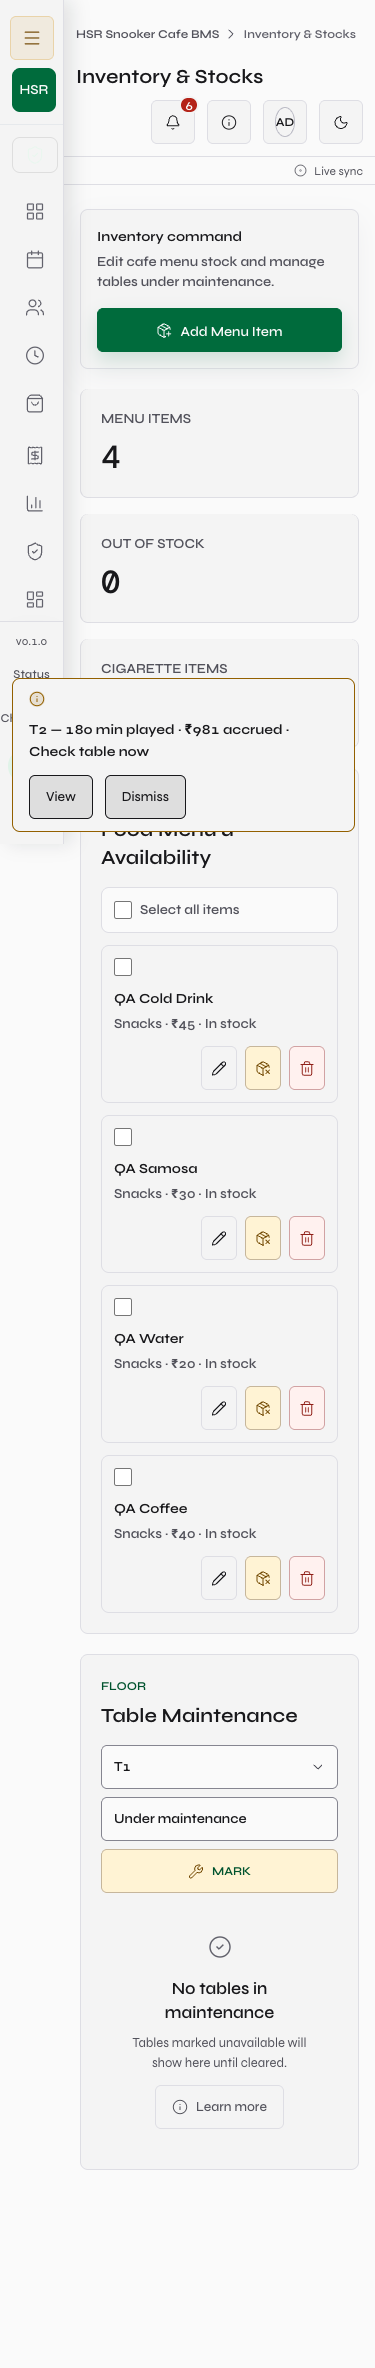 HSR Snooker Cafe BMS > Inventory & Stocks
HSR
Inventory & Stocks
6
AD
Live sync
Inventory command
Edit cafe menu stock and manage
tables under maintenance.
Add Menu Item
MENU ITEMS
4
OUT OF STOCK
0
CIGARETTE ITEMS
v0.1.0
Status
T2 — 180 min played · ₹981 accrued ·
Check table now
View
Dismiss
Food Menu &
Availability
Select all items
QA Cold Drink
Snacks · ₹45 · In stock
QA Samosa
Snacks · ₹30 · In stock
QA Water
Snacks · ₹20 · In stock
QA Coffee
Snacks · ₹40 · In stock
FLOOR
Table Maintenance
T1
Under maintenance
MARK
No tables in
maintenance
Tables marked unavailable will
show here until cleared.
Learn more